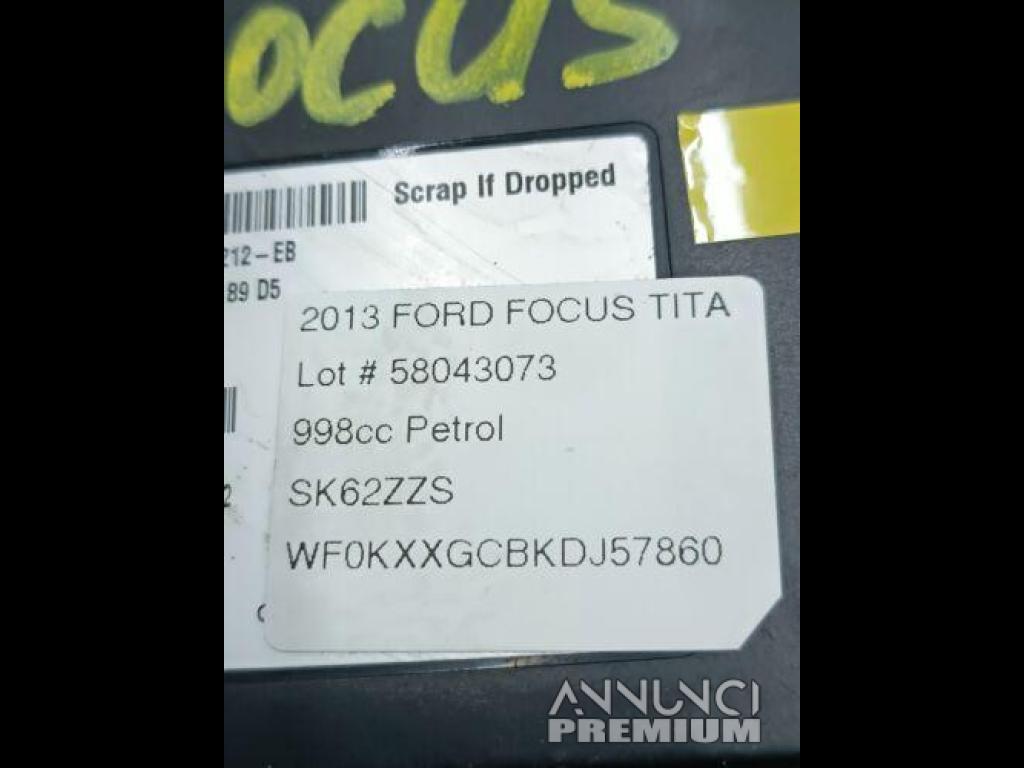 OCUS
Scrap If Dropped
212-EB
89 D5
2013 FORD FOCUS TITA
Lot # 58043073
998cc Petrol
SK62ZZS
WF0KXXGCBKDJ57860
ANNUNCI
PREMIUM